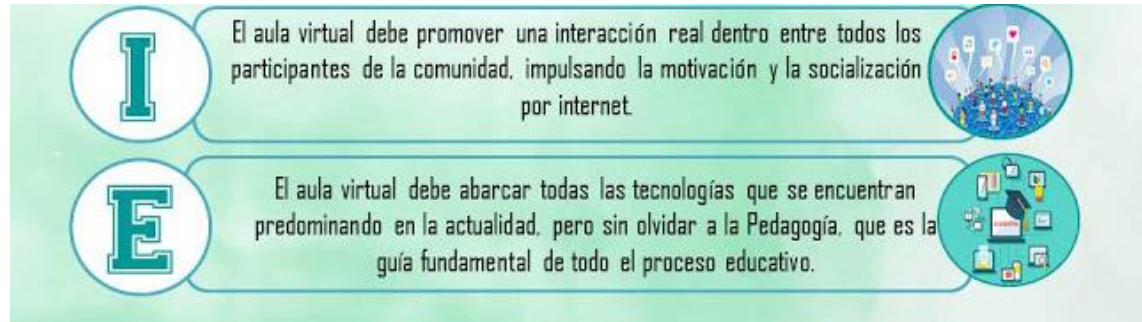 I
El aula virtual debe promover una interacción real dentro entre todos los
participantes de la comunidad, impulsando la motivación y la socialización
por internet.
E
El aula virtual debe abarcar todas las tecnologías que se encuentran
predominando en la actualidad, pero sin olvidar a la Pedagogía, que es la
guía fundamental de todo el proceso educativo.